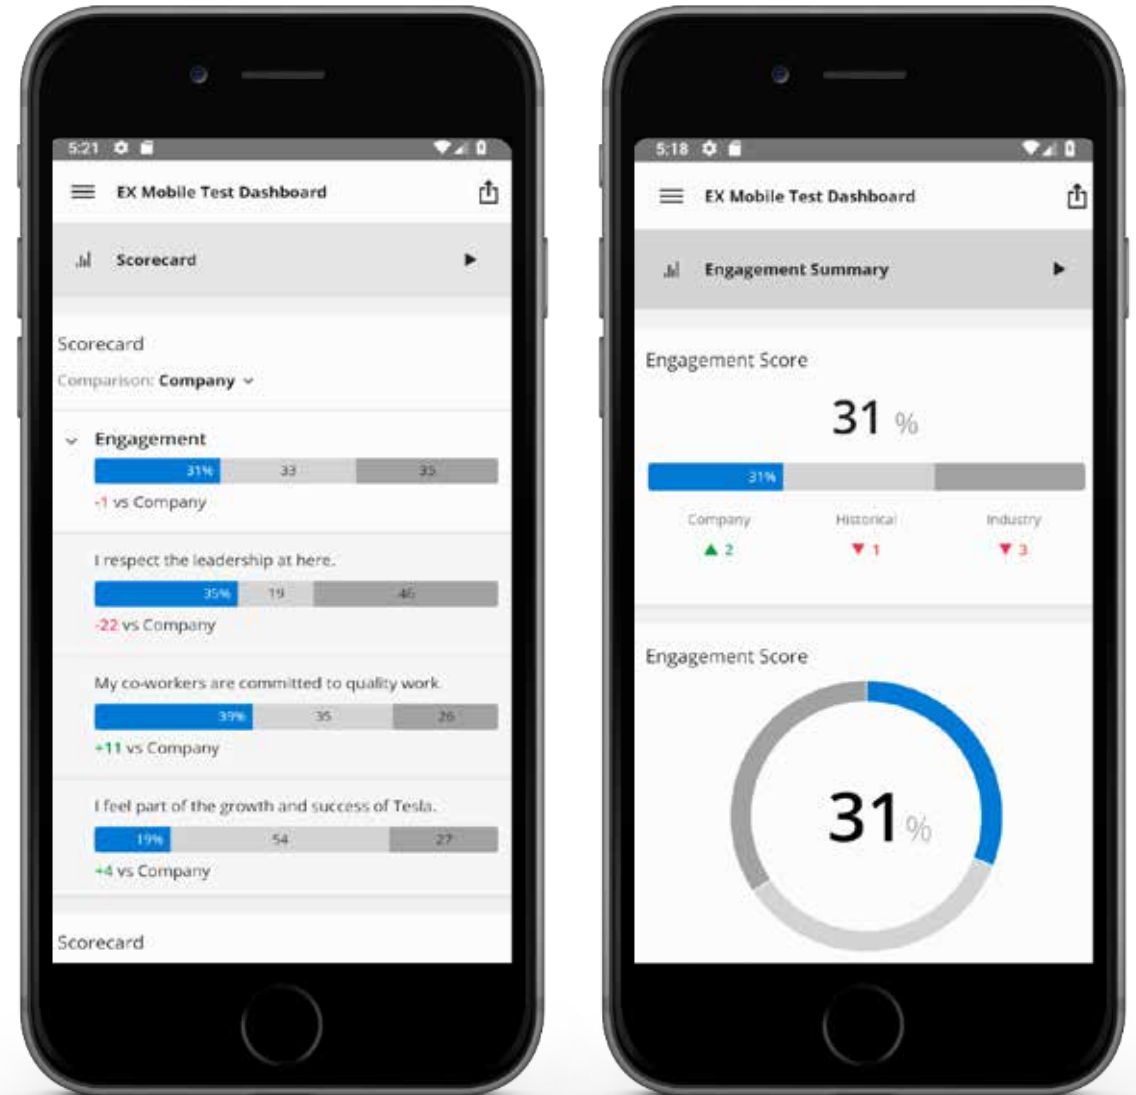 5:21
EX Mobile Test Dashboard
Scorecard
Scorecard
Comparison: Company
Engagement
31% 33 35
-1 vs Company
I respect the leadership at here.
35% 19 46
-22 vs Company
My co-workers are committed to quality work.
39% 35 26
+11 vs Company
I feel part of the growth and success of Tesla.
19% 54 27
+4 vs Company
Scorecard
5:18
EX Mobile Test Dashboard
Engagement Summary
Engagement Score
31 %
31%
Company Historical Industry
▲ 2 ▼ 1 ▼ 3
Engagement Score
31 %